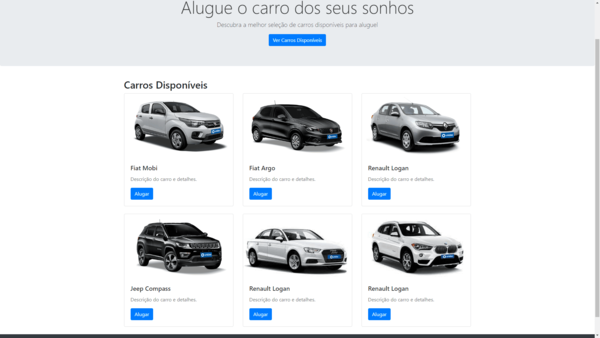 Alugue o carro dos seus sonhos
Descubra a melhor seleção de carros disponíveis para alugar!
Ver Carros Disponíveis
Carros Disponíveis
Fiat Mobi
Descrição do carro e detalhes.
Alugar
Fiat Argo
Descrição do carro e detalhes.
Alugar
Renault Logan
Descrição do carro e detalhes.
Alugar
Jeep Compass
Descrição do carro e detalhes.
Alugar
Renault Logan
Descrição do carro e detalhes.
Alugar
Renault Logan
Descrição do carro e detalhes.
Alugar